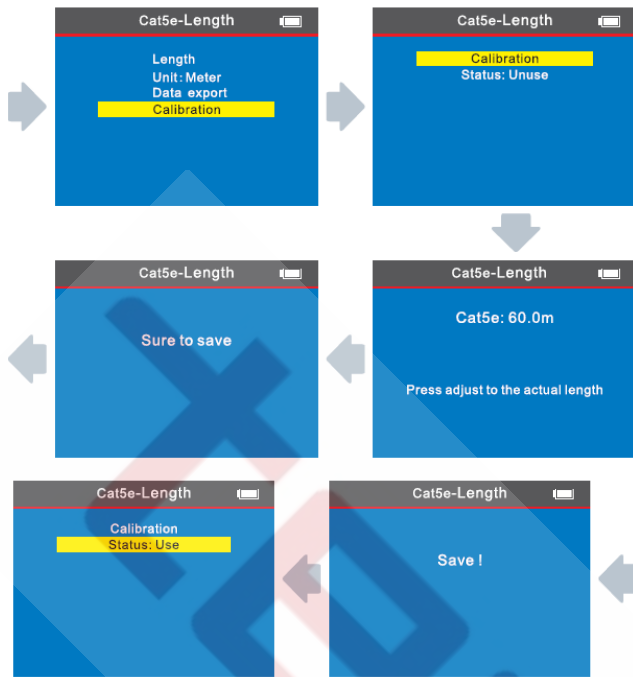 Cat5e-Length
Length
Unit: Meter
Data export
Calibration
Cat5e-Length
Calibration
Status: Unuse
Cat5e-Length
Cat5e: 60.0m
Press adjust to the actual length
Cat5e-Length
Sure to save
Cat5e-Length
Save !
Cat5e-Length
Calibration
Status: Use